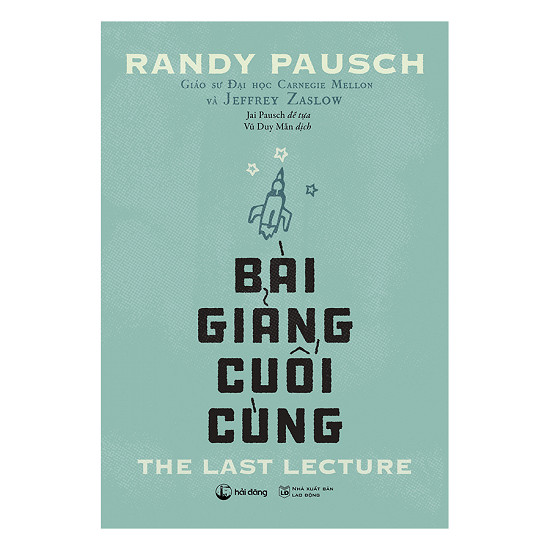 RANDY PAUSCH
GIÁO SƯ ĐẠI HỌC CARNEGIE MELLON
VÀ JEFFREY ZASLOW
Jai Pausch đề tựa
Vũ Duy Mẫn dịch
BÀI
GIẢNG
CUỐI
CÙNG
THE LAST LECTURE
hải đăng
LĐ NHÀ XUẤT BẢN
LAO ĐỘNG